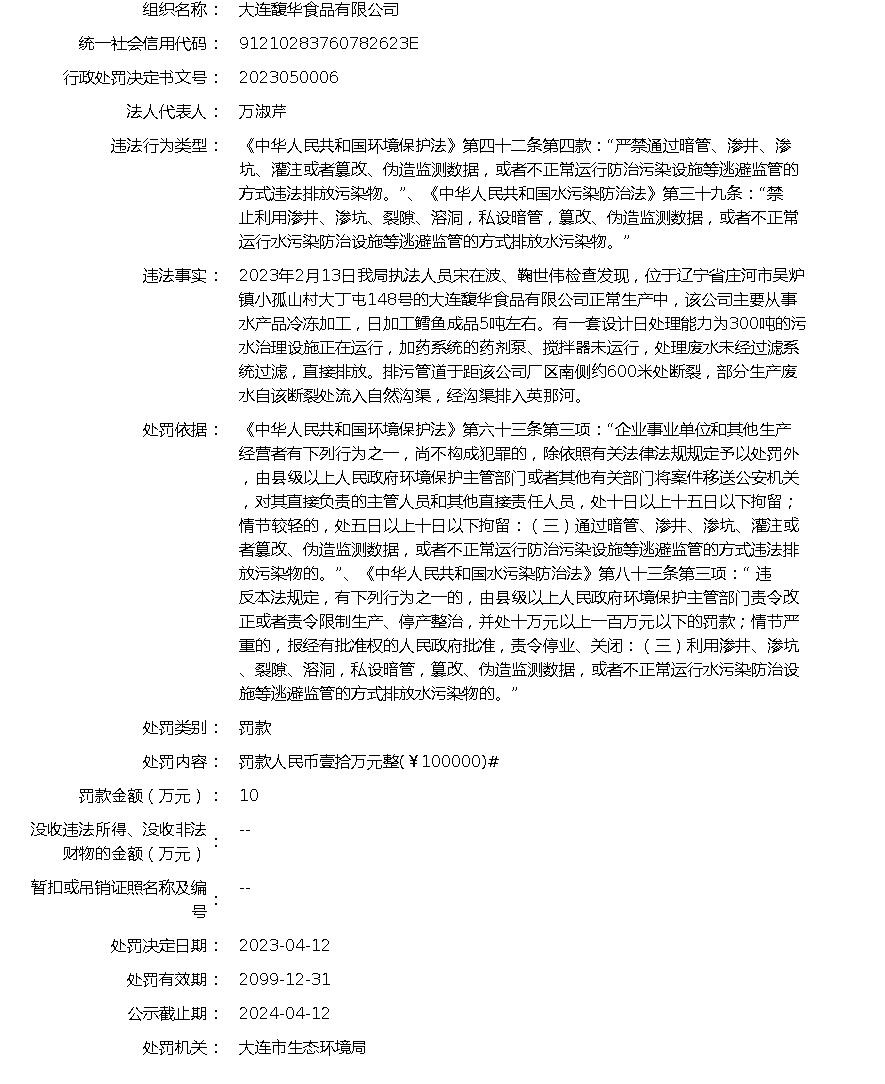 组织名称： 大连馥华食品有限公司
统一社会信用代码： 91210283760782623E
行政处罚决定书文号： 2023050006
法人代表人： 万淑芹
违法行为类型： 《中华人民共和国环境保护法》第四十二条第四款：“严禁通过暗管、渗井、渗
坑、灌注或者篡改、伪造监测数据，或者不正常运行防治污染设施等逃避监管的
方式违法排放污染物。”、《中华人民共和国水污染防治法》第三十九条：“禁
止利用渗井、渗坑、裂隙、溶洞，私设暗管，篡改、伪造监测数据，或者不正常
运行水污染防治设施等逃避监管的方式排放水污染物。”
违法事实： 2023年2月13日我局执法人员宋在波、鞠世伟检查发现，位于辽宁省庄河市吴炉
镇小孤山村大丁屯148号的大连馥华食品有限公司正常生产中，该公司主要从事
水产品冷冻加工，日加工鳕鱼成品5吨左右。有一套设计日处理能力为300吨的污
水治理设施正在运行，加药系统的药剂泵、搅拌器未运行，处理废水未经过滤系
统过滤，直接排放。排污管道于距该公司厂区南侧约600米处断裂，部分生产废
水自该断裂处流入自然沟渠，经沟渠排入英那河。
处罚依据： 《中华人民共和国环境保护法》第六十三条第三项：“企业事业单位和其他生产
经营者有下列行为之一，尚不构成犯罪的，除依照有关法律法规规定予以处罚外
，由县级以上人民政府环境保护主管部门或者其他有关部门将案件移送公安机关
，对其直接负责的主管人员和其他直接责任人员，处十日以上十五日以下拘留；
情节较轻的，处五日以上十日以下拘留：（三）通过暗管、渗井、渗坑、灌注或
者篡改、伪造监测数据，或者不正常运行防治污染设施等逃避监管的方式违法排
放污染物的。”、《中华人民共和国水污染防治法》第八十三条第三项：“ 违
反本法规定，有下列行为之一的，由县级以上人民政府环境保护主管部门责令改
正或者责令限制生产、停产整治，并处十万元以上一百万元以下的罚款；情节严
重的，报经有批准权的人民政府批准，责令停业、关闭：（三）利用渗井、渗坑
、裂隙、溶洞，私设暗管，篡改、伪造监测数据，或者不正常运行水污染防治设
施等逃避监管的方式排放水污染物的。”
处罚类别： 罚款
处罚内容： 罚款人民币壹拾万元整(￥100000)#
罚款金额（万元）： 10
没收违法所得、没收非法
财物的金额（万元）： --
暂扣或吊销证照名称及编
号： --
处罚决定日期： 2023-04-12
处罚有效期： 2099-12-31
公示截止期： 2024-04-12
处罚机关： 大连市生态环境局